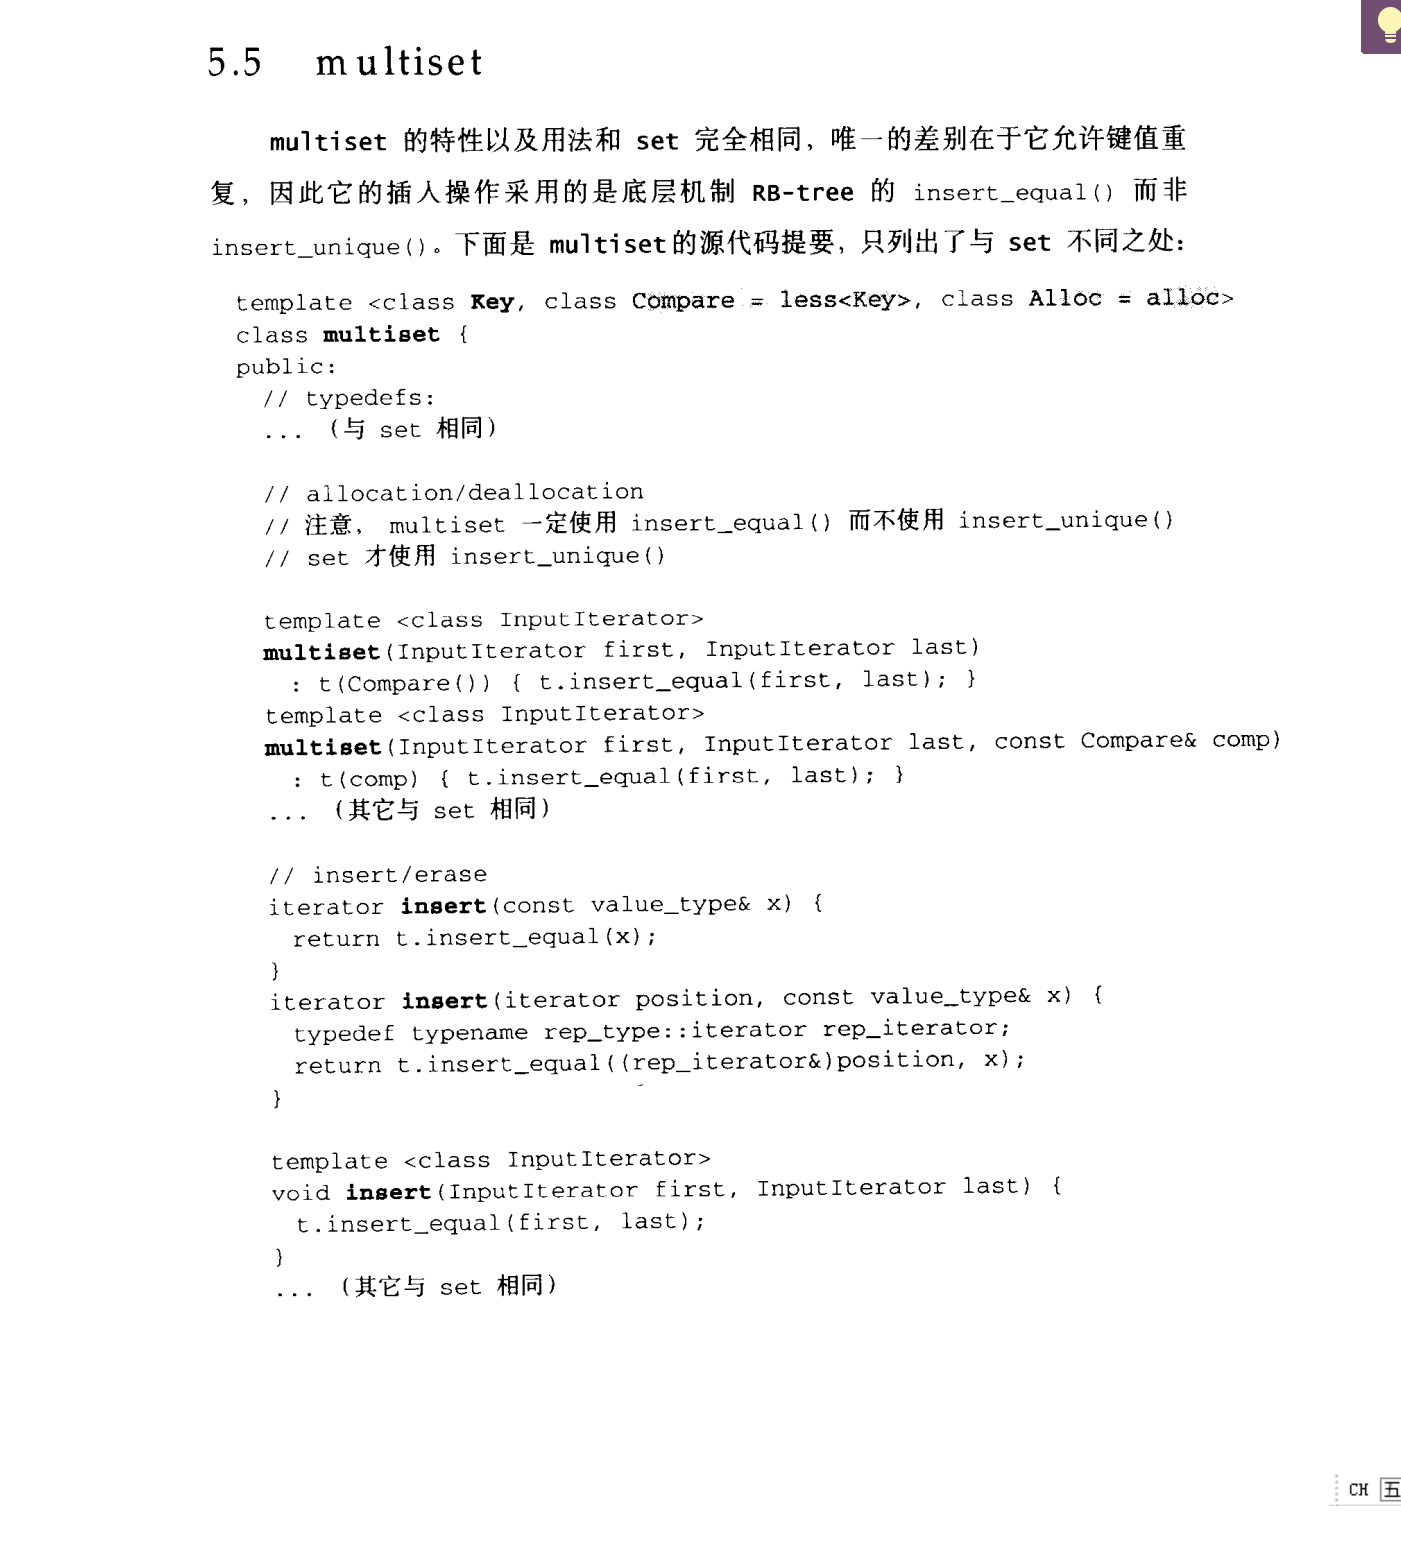 5.5 multiset
multiset 的特性以及用法和 set 完全相同，唯一的差别在于它允许键值重
复，因此它的插入操作采用的是底层机制 RB-tree 的 insert_equal() 而非
insert_unique()。下面是 multiset的源代码提要，只列出了与 set 不同之处：
template <class Key, class Compare = less<Key>, class Alloc = alloc>
class multiset {
public:
// typedefs:
... （与 set 相同）
// allocation/deallocation
// 注意， multiset 一定使用 insert_equal() 而不使用 insert_unique()
// set 才使用 insert_unique()
template <class InputIterator>
multiset(InputIterator first, InputIterator last)
: t(Compare()) { t.insert_equal(first, last); }
template <class InputIterator>
multiset(InputIterator first, InputIterator last, const Compare& comp)
: t(comp) { t.insert_equal(first, last); }
... （其它与 set 相同）
// insert/erase
iterator insert(const value_type& x) {
return t.insert_equal(x);
}
iterator insert(iterator position, const value_type& x) {
typedef typename rep_type::iterator rep_iterator;
return t.insert_equal((rep_iterator&)position, x);
}
template <class InputIterator>
void insert(InputIterator first, InputIterator last) {
t.insert_equal(first, last);
}
... （其它与 set 相同）
CH 五